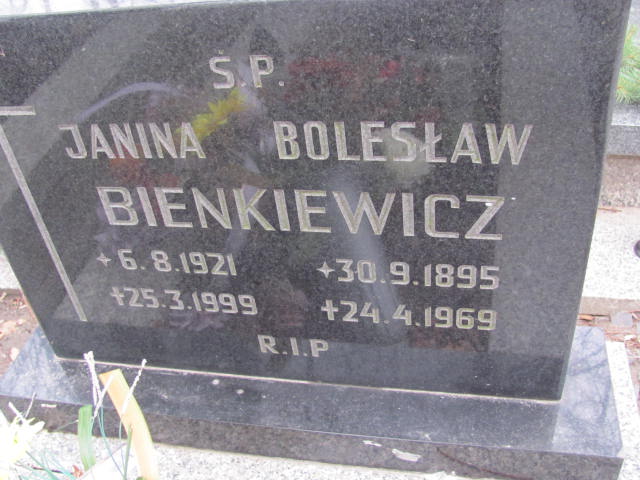 Ś.P.
JANINA BOLESŁAW
BIENKIEWICZ
+6.8.1921 +30.9.1895
+25.3.1999 +24.4.1969
R.I.P